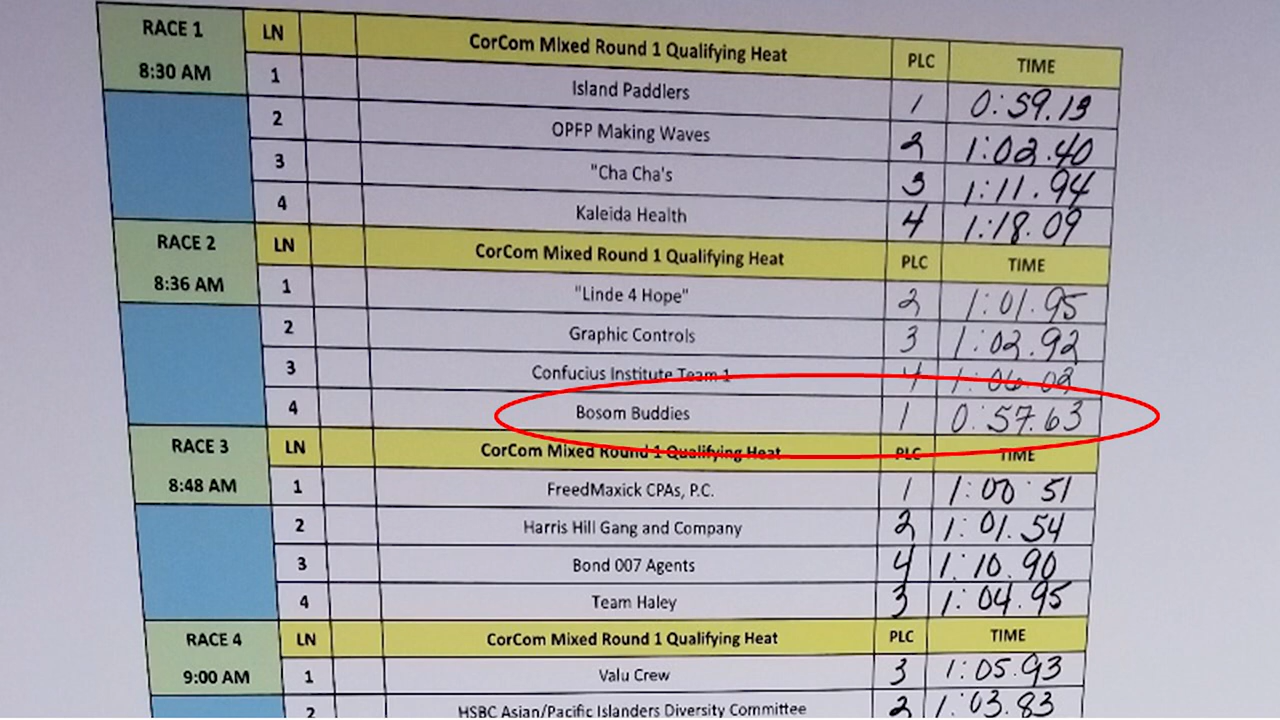 RACE 1 LN CorCom Mixed Round 1 Qualifying Heat PLC TIME
8:30 AM 1 Island Paddlers 1 0:59.13
2 OPFP Making Waves 2 1:02.40
3 "Cha Cha's 3 1:11.94
4 Kaleida Health 4 1:18.09
RACE 2 LN CorCom Mixed Round 1 Qualifying Heat PLC TIME
8:36 AM 1 "Linde 4 Hope" 2 1:01.95
2 Graphic Controls 3 1:02.92
3 Confucius Institute Team 1 4 1:06.02
4 Bosom Buddies 1 0:57.63
RACE 3 LN CorCom Mixed Round 1 Qualifying Heat PLC TIME
8:48 AM 1 FreedMaxick CPAs, P.C. 1 1:00.51
2 Harris Hill Gang and Company 2 1:01.54
3 Bond 007 Agents 4 1:10.90
4 Team Haley 3 1:04.95
RACE 4 LN CorCom Mixed Round 1 Qualifying Heat PLC TIME
9:00 AM 1 Valu Crew 3 1:05.93
2 HSBC Asian/Pacific Islanders Diversity Committee 2 1:03.83